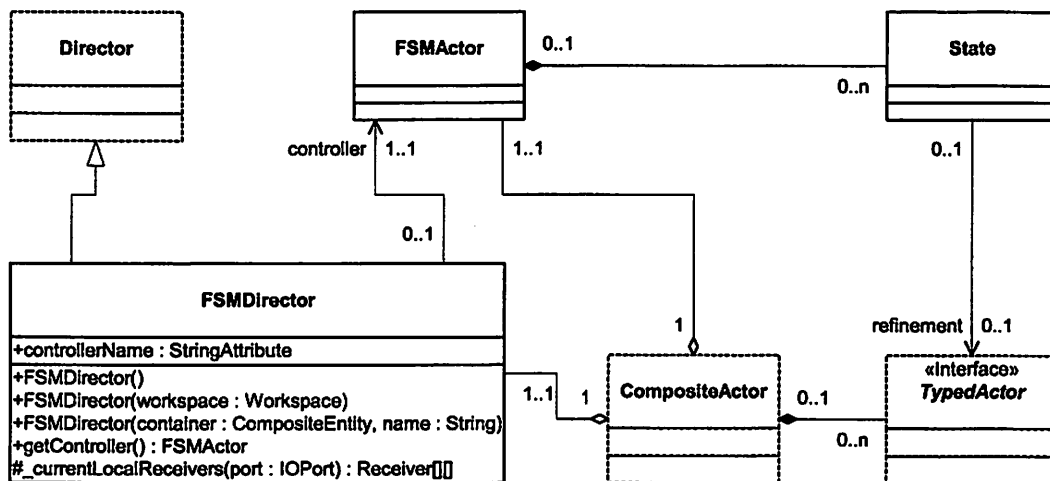 Director
FSMActor
State
0..1
0..n
controller
1..1
1..1
0..1
0..1
FSMDirector
+controllerName : StringAttribute
+FSMDirector()
+FSMDirector(workspace : Workspace)
+FSMDirector(container : CompositeEntity, name : String)
+getController() : FSMActor
#_currentLocalReceivers(port : IOPort) : Receiver[][]
1
refinement
0..1
1..1
1
CompositeActor
0..1
0..n
«Interface»
TypedActor